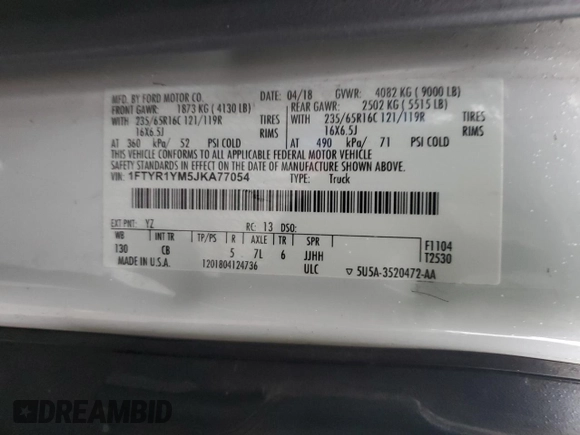 MFD. BY FORD MOTOR CO.
DATE: 04/18 GVWR: 4082 KG ( 9000 LB)
FRONT GAWR: 1873 KG ( 4130 LB)
REAR GAWR: 2502 KG ( 5515 LB)
WITH 235/65R16C 121/119R TIRES
WITH 235/65R16C 121/119R TIRES
16X6.5J RIMS
16X6.5J RIMS
AT 360 kPa/ 52 PSI COLD
AT 490 kPa/ 71 PSI COLD
THIS VEHICLE CONFORMS TO ALL APPLICABLE FEDERAL MOTOR VEHICLE
SAFETY STANDARDS IN EFFECT ON THE DATE OF MANUFACTURE SHOWN ABOVE.
VIN: 1FTYR1YM5JKA77054
TYPE: Truck
EXT PNT: YZ RC: 13 DSO:
WB INT TR TP/PS R AXLE TR SPR
130 CB 5 7L 6 JJHH
F1104
T2530
MADE IN U.S.A. 1201804124736 ULC
5U5A-3520472-AA
DREAMBID